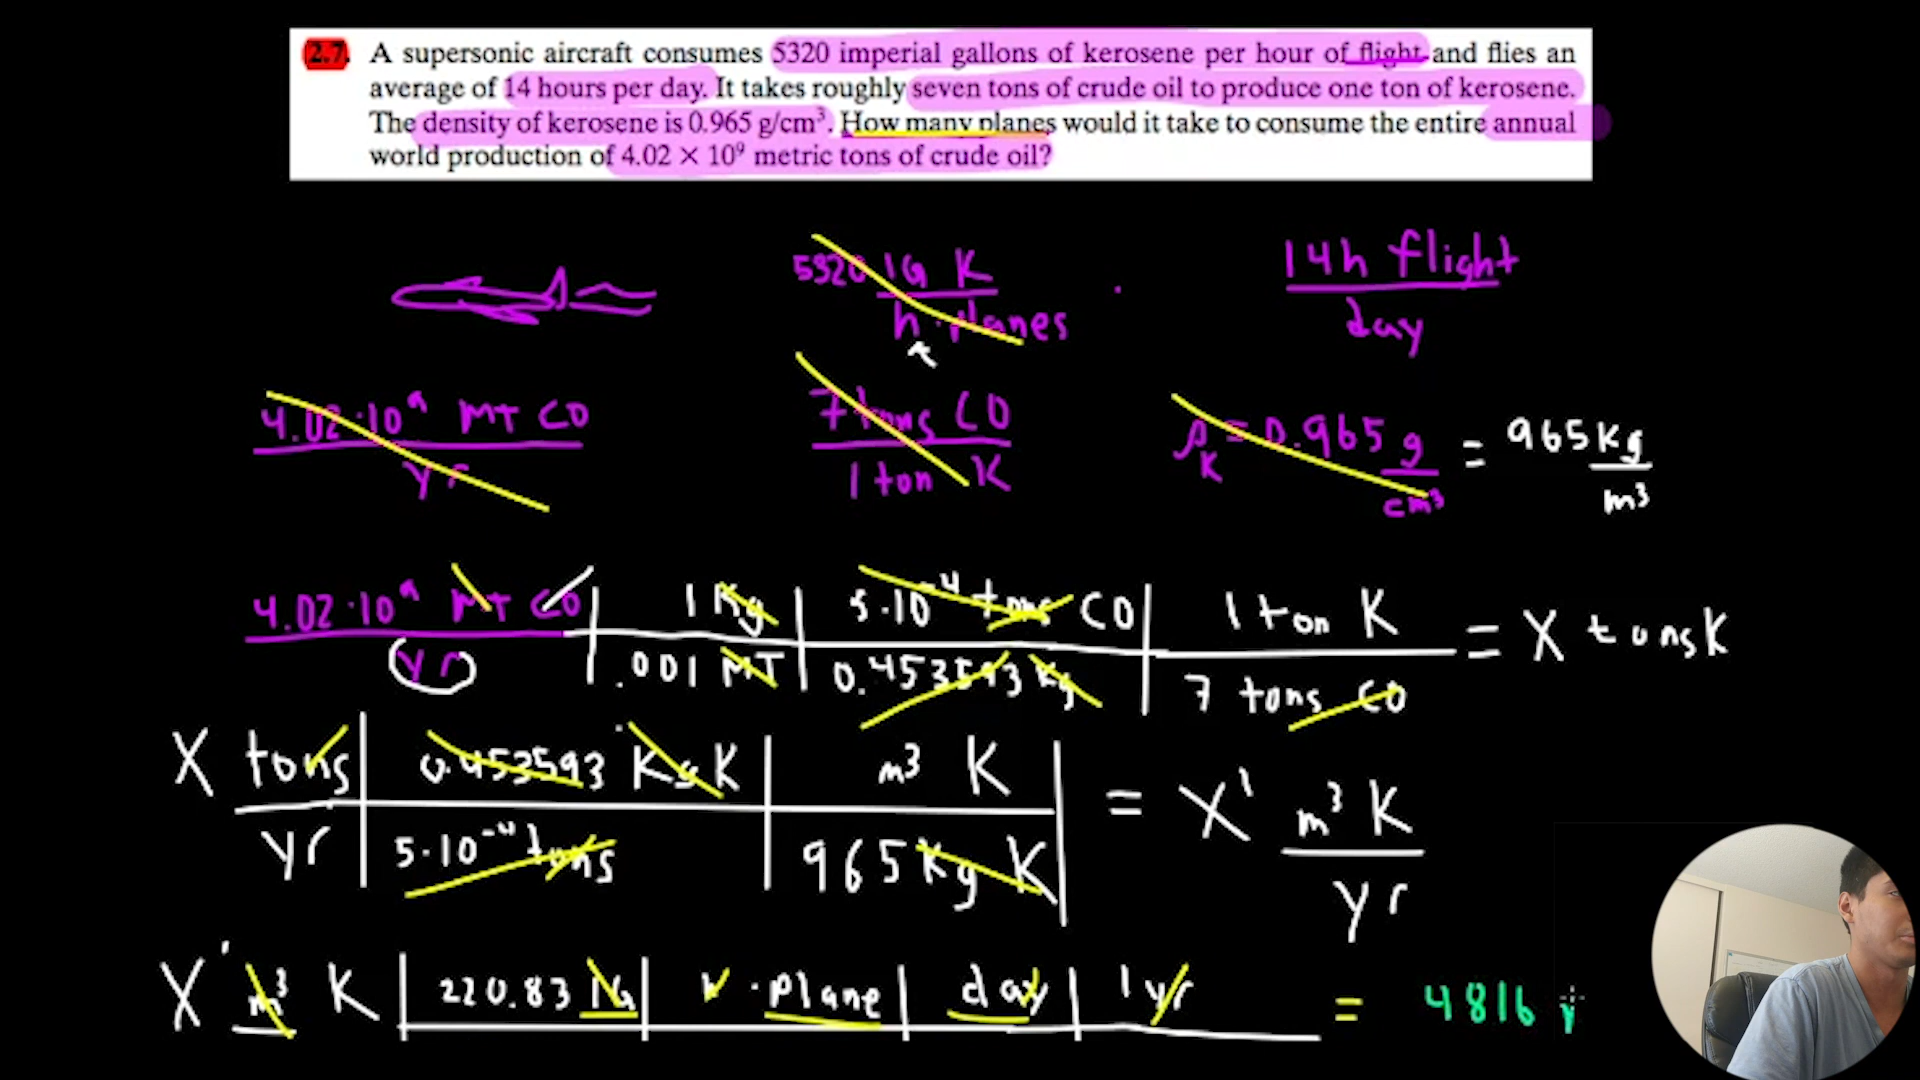 2.7. A supersonic aircraft consumes 5320 imperial gallons of kerosene per hour of flight and flies an
average of 14 hours per day. It takes roughly seven tons of crude oil to produce one ton of kerosene.
The density of kerosene is 0.965 g/cm³. How many planes would it take to consume the entire annual
world production of 4.02 × 10⁹ metric tons of crude oil?
5320 IG K
h · planes
·
14h flight
day
4.02·10⁹ MT CO
yr
7 tons CO
1 ton K
ρK = 0.965 g
cm³
= 965 Kg
m³
4.02·10⁹ MT CO | 1 Kg | 5·10⁻⁴ tons CO | 1 ton K = X tons K
yr | .001 MT | 0.453593 Kg | 7 tons CO
X tons | 0.453593 Kg K | m³ K = X' m³ K
yr | 5·10⁻⁴ tons | 965 Kg K | yr
X' m³ K | 220.83 IG | h · plane | day | 1 yr = 4816